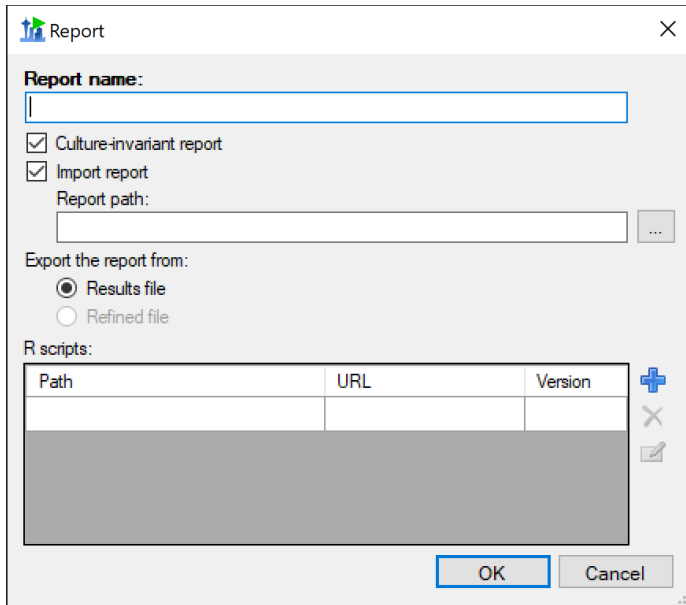 Report
Report name:
Culture-invariant report
Import report
Report path:
...
Export the report from:
Results file
Refined file
R scripts:
Path URL Version
OK Cancel